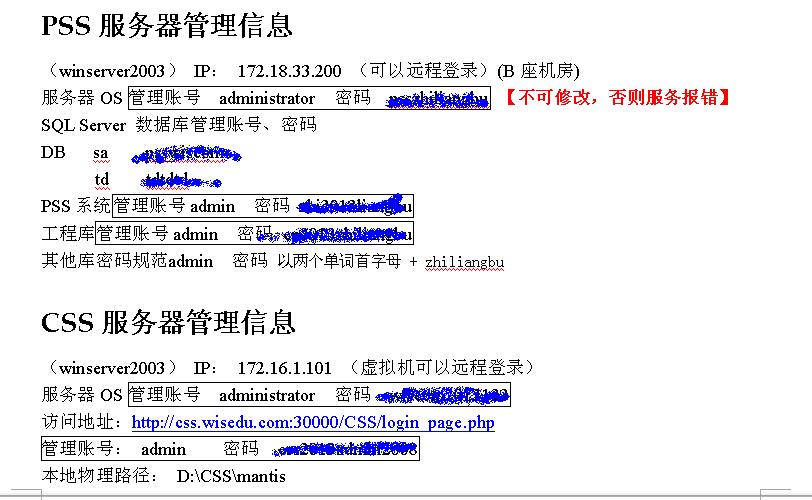 PSS 服务器管理信息
（winserver2003） IP： 172.18.33.200 （可以远程登录）(B 座机房)
服务器 OS 管理账号 administrator 密码 【不可修改，否则服务报错】
SQL Server 数据库管理账号、密码
DB sa
td
PSS 系统管理账号 admin 密码
工程库管理账号 admin 密码
其他库密码规范admin 密码 以两个单词首字母 + zhiliangbu
CSS 服务器管理信息
（winserver2003） IP： 172.16.1.101 （虚拟机可以远程登录）
服务器 OS 管理账号 administrator 密码
访问地址：http://css.wisedu.com:30000/CSS/login_page.php
管理账号： admin 密码
本地物理路径： D:\CSS\mantis